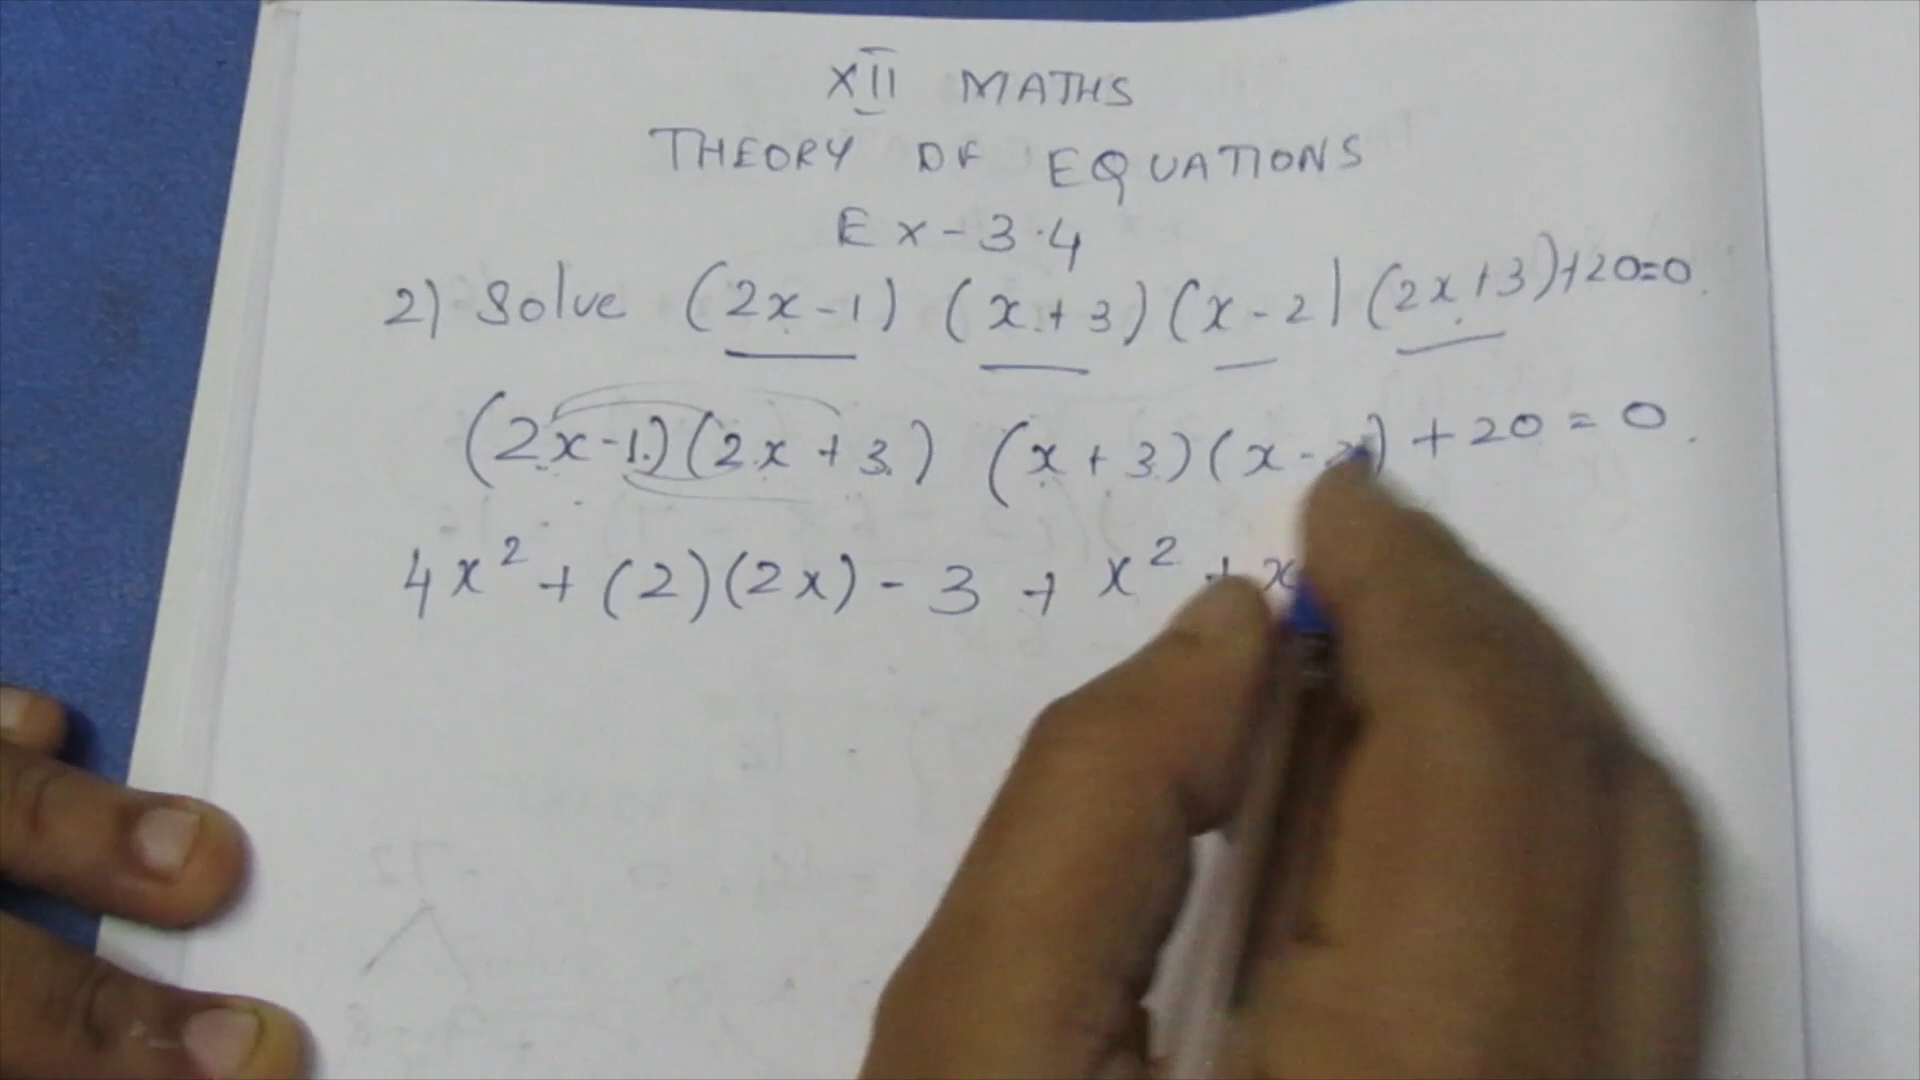 XII MATHS
THEORY OF EQUATIONS
Ex-3.4
2) Solve (2x-1) (x+3) (x-2) (2x+3)+20=0.
(2x-1)(2x+3) (x+3)(x-2)+20=0.
4x²+(2)(2x)-3+x²+x